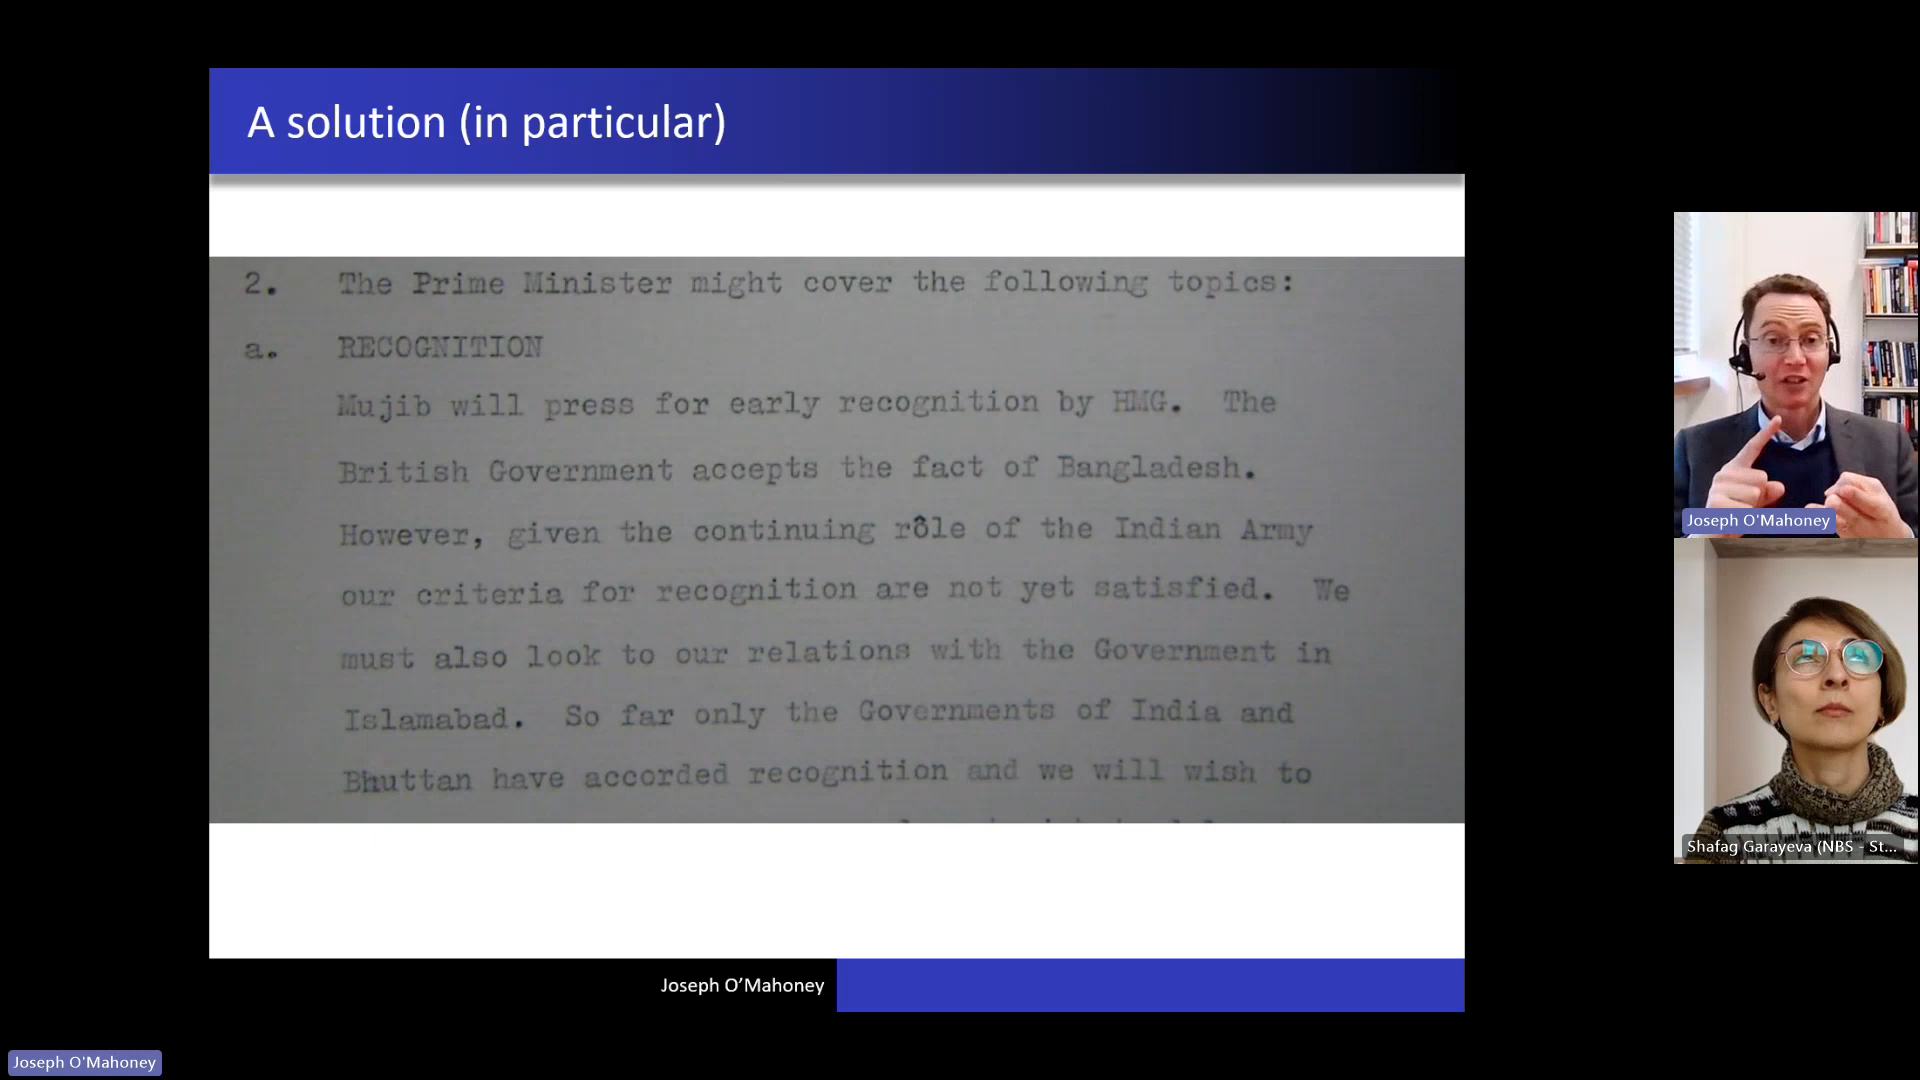 A solution (in particular)
2. The Prime Minister might cover the following topics:
a. RECOGNITION
Mujib will press for early recognition by HMG. The
British Government accepts the fact of Bangladesh.
However, given the continuing rôle of the Indian Army
our criteria for recognition are not yet satisfied. We
must also look to our relations with the Government in
Islamabad. So far only the Governments of India and
Bhuttan have accorded recognition and we will wish to
Joseph O’Mahoney
Joseph O'Mahoney
Shafag Garayeva (NBS - St...
Joseph O'Mahoney